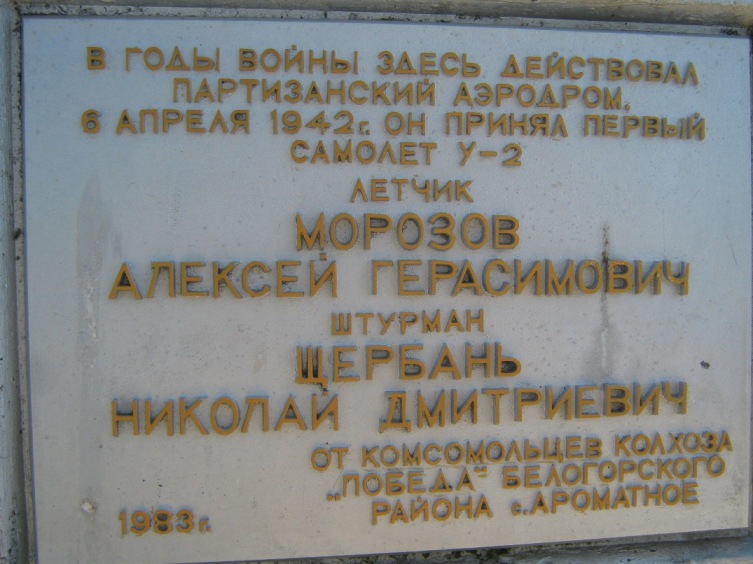 В ГОДЫ ВОЙНЫ ЗДЕСЬ ДЕЙСТВОВАЛ
ПАРТИЗАНСКИЙ АЭРОДРОМ.
6 АПРЕЛЯ 1942г. ОН ПРИНЯЛ ПЕРВЫЙ
САМОЛЕТ У-2
ЛЕТЧИК
МОРОЗОВ
АЛЕКСЕЙ ГЕРАСИМОВИЧ
ШТУРМАН
ЩЕРБАНЬ
НИКОЛАЙ ДМИТРИЕВИЧ
ОТ КОМСОМОЛЬЦЕВ КОЛХОЗА
„ПОБЕДА“ БЕЛОГОРСКОГО
РАЙОНА с. АРОМАТНОЕ
1983г.